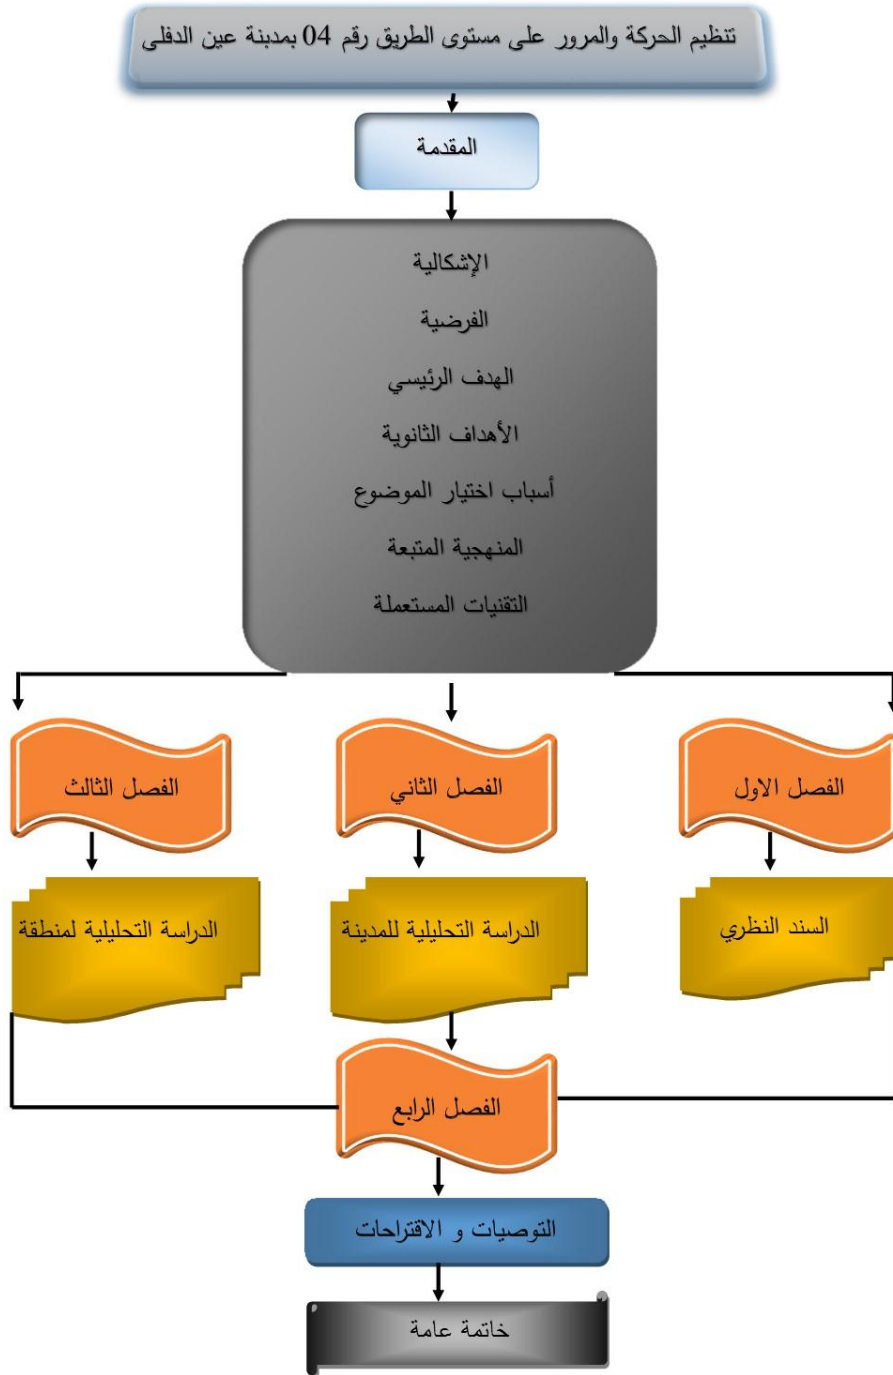 تنظيم الحركة والمرور على مستوى الطريق رقم 04 بمدينة عين الدفلى
المقدمة
الإشكالية
الفرضية
الهدف الرئيسي
الأهداف الثانوية
أسباب اختيار الموضوع
المنهجية المتبعة
التقنيات المستعملة
الفصل الاول
الفصل الثاني
الفصل الثالث
السند النظري
الدراسة التحليلية للمدينة
الدراسة التحليلية لمنطقة
الفصل الرابع
التوصيات و الاقتراحات
خاتمة عامة